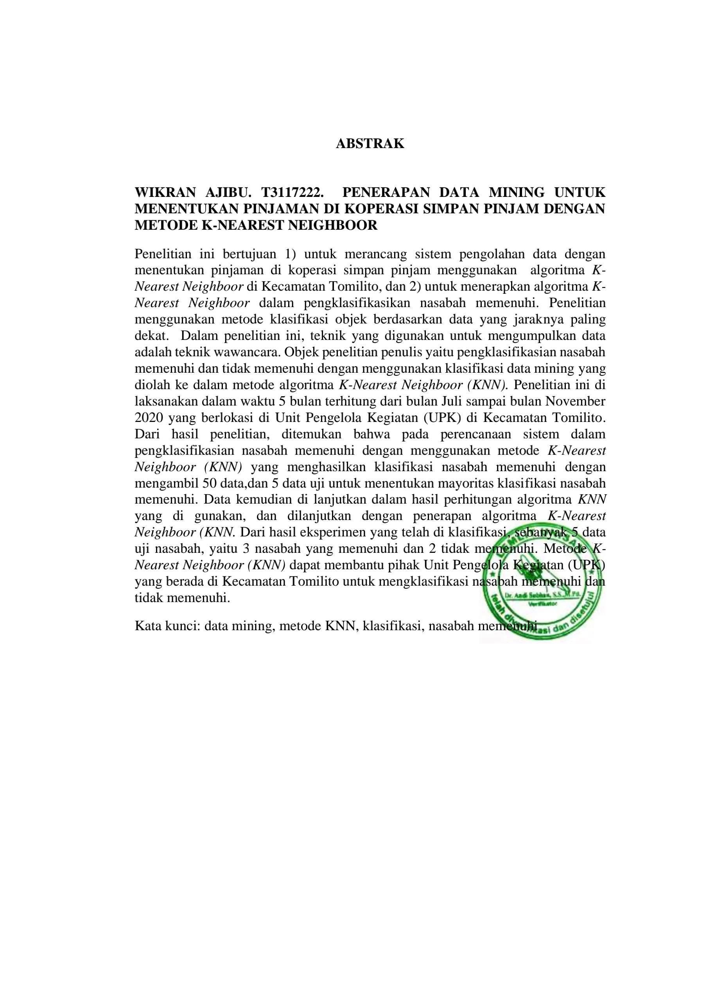 ABSTRAK
WIKRAN AJIBU. T3117222. PENERAPAN DATA MINING UNTUK
MENENTUKAN PINJAMAN DI KOPERASI SIMPAN PINJAM DENGAN
METODE K-NEAREST NEIGHBOOR
Penelitian ini bertujuan 1) untuk merancang sistem pengolahan data dengan
menentukan pinjaman di koperasi simpan pinjam menggunakan algoritma K-
Nearest Neighboor di Kecamatan Tomilito, dan 2) untuk menerapkan algoritma K-
Nearest Neighboor dalam pengklasifikasikan nasabah memenuhi. Penelitian
menggunakan metode klasifikasi objek berdasarkan data yang jaraknya paling
dekat. Dalam penelitian ini, teknik yang digunakan untuk mengumpulkan data
adalah teknik wawancara. Objek penelitian penulis yaitu pengklasifikasian nasabah
memenuhi dan tidak memenuhi dengan menggunakan klasifikasi data mining yang
diolah ke dalam metode algoritma K-Nearest Neighboor (KNN). Penelitian ini di
laksanakan dalam waktu 5 bulan terhitung dari bulan Juli sampai bulan November
2020 yang berlokasi di Unit Pengelola Kegiatan (UPK) di Kecamatan Tomilito.
Dari hasil penelitian, ditemukan bahwa pada perencanaan sistem dalam
pengklasifikasian nasabah memenuhi dengan menggunakan metode K-Nearest
Neighboor (KNN) yang menghasilkan klasifikasi nasabah memenuhi dengan
mengambil 50 data,dan 5 data uji untuk menentukan mayoritas klasifikasi nasabah
memenuhi. Data kemudian di lanjutkan dalam hasil perhitungan algoritma KNN
yang di gunakan, dan dilanjutkan dengan penerapan algoritma K-Nearest
Neighboor (KNN. Dari hasil eksperimen yang telah di klasifikasi, sebanyak 5 data
uji nasabah, yaitu 3 nasabah yang memenuhi dan 2 tidak memenuhi. Metode K-
Nearest Neighboor (KNN) dapat membantu pihak Unit Pengelola Kegiatan (UPK)
yang berada di Kecamatan Tomilito untuk mengklasifikasi nasabah memenuhi dan
tidak memenuhi.
Dr. Andi Subhan, S.S.,M.Pd.
Verifikator
telah diverifikasi dan disetujui
Kata kunci: data mining, metode KNN, klasifikasi, nasabah memenuhi